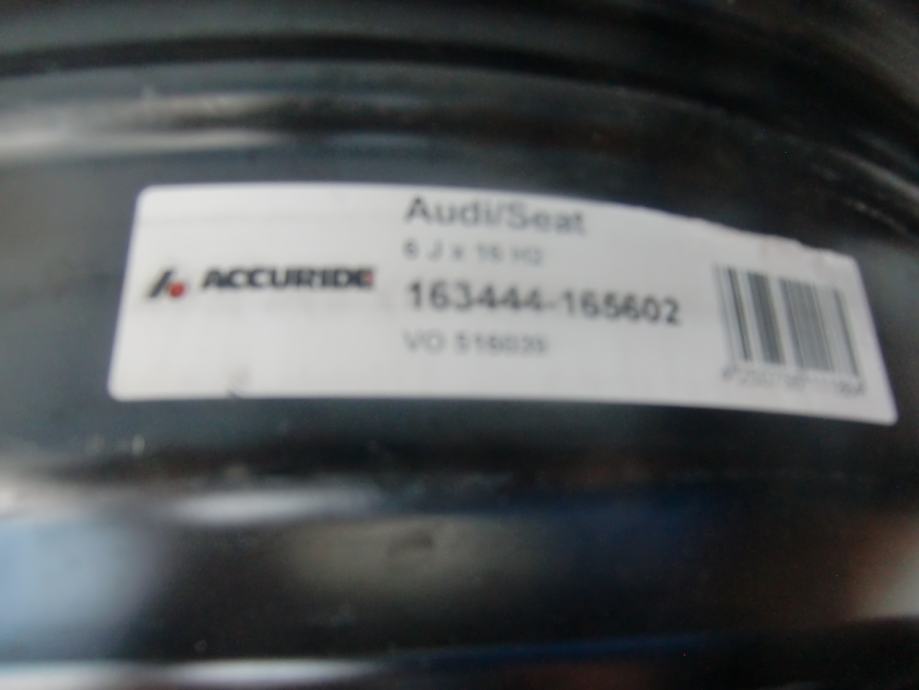 Audi/Seat
6 J x 16 H2
ACCURIDE
163444-165602
VO 516039